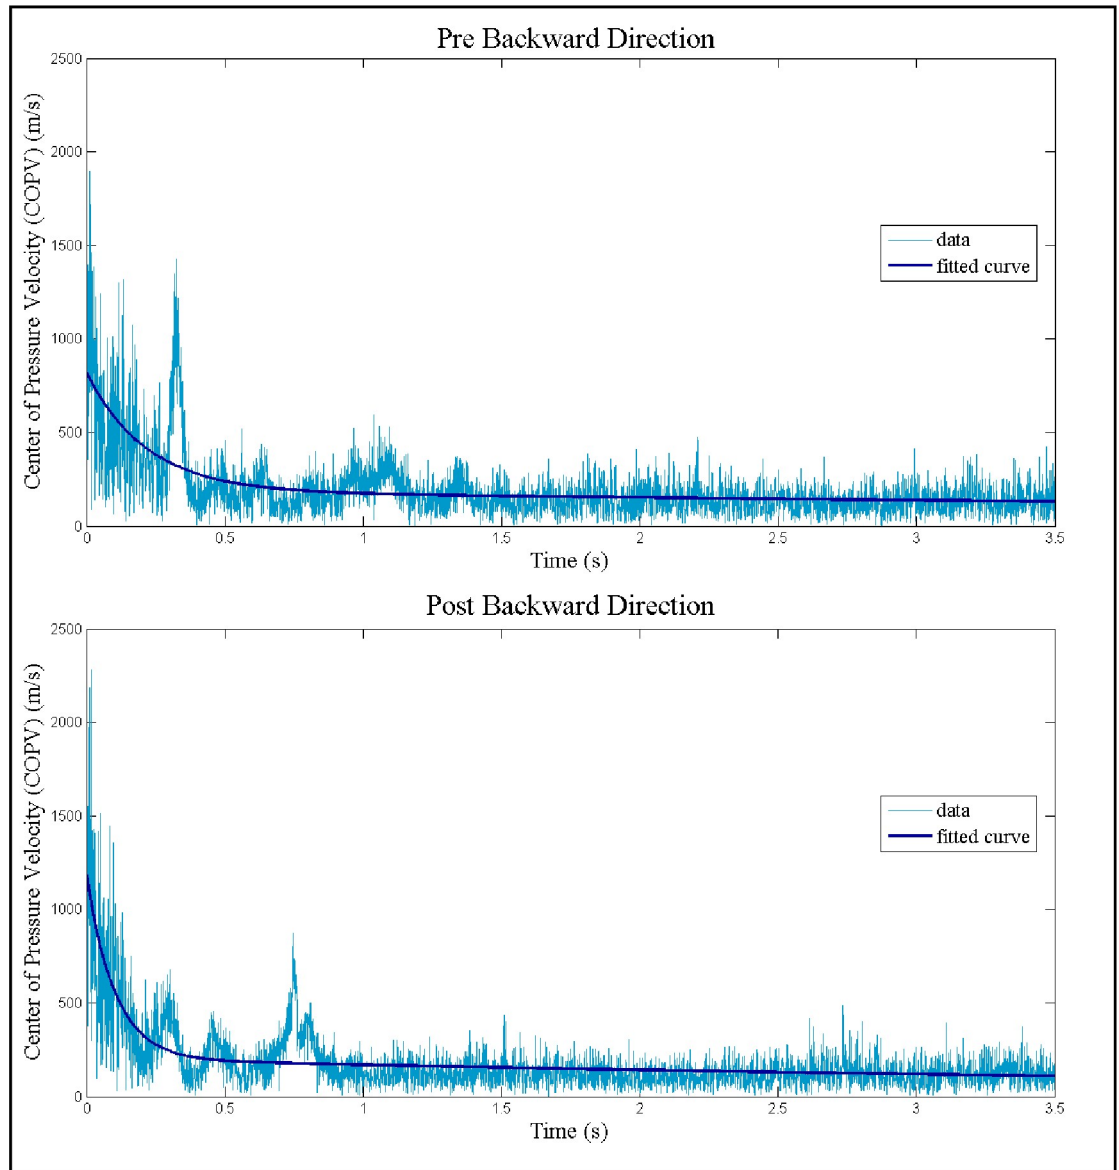 Pre Backward Direction
Center of Pressure Velocity (COPV) (m/s)
2500
2000
1500
1000
500
0
data
fitted curve
0 0.5 1 1.5 2 2.5 3 3.5
Time (s)
Post Backward Direction
Center of Pressure Velocity (COPV) (m/s)
2500
2000
1500
1000
500
0
data
fitted curve
0 0.5 1 1.5 2 2.5 3 3.5
Time (s)